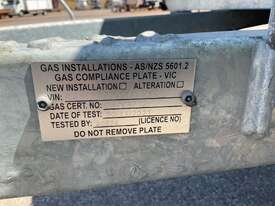 GAS INSTALLATIONS - AS/NZS 5601.2
GAS COMPLIANCE PLATE - VIC
NEW INSTALLATION ALTERATION
VIN:
GAS CERT. NO:
DATE OF TEST:
TESTED BY: (LICENCE NO)
DO NOT REMOVE PLATE